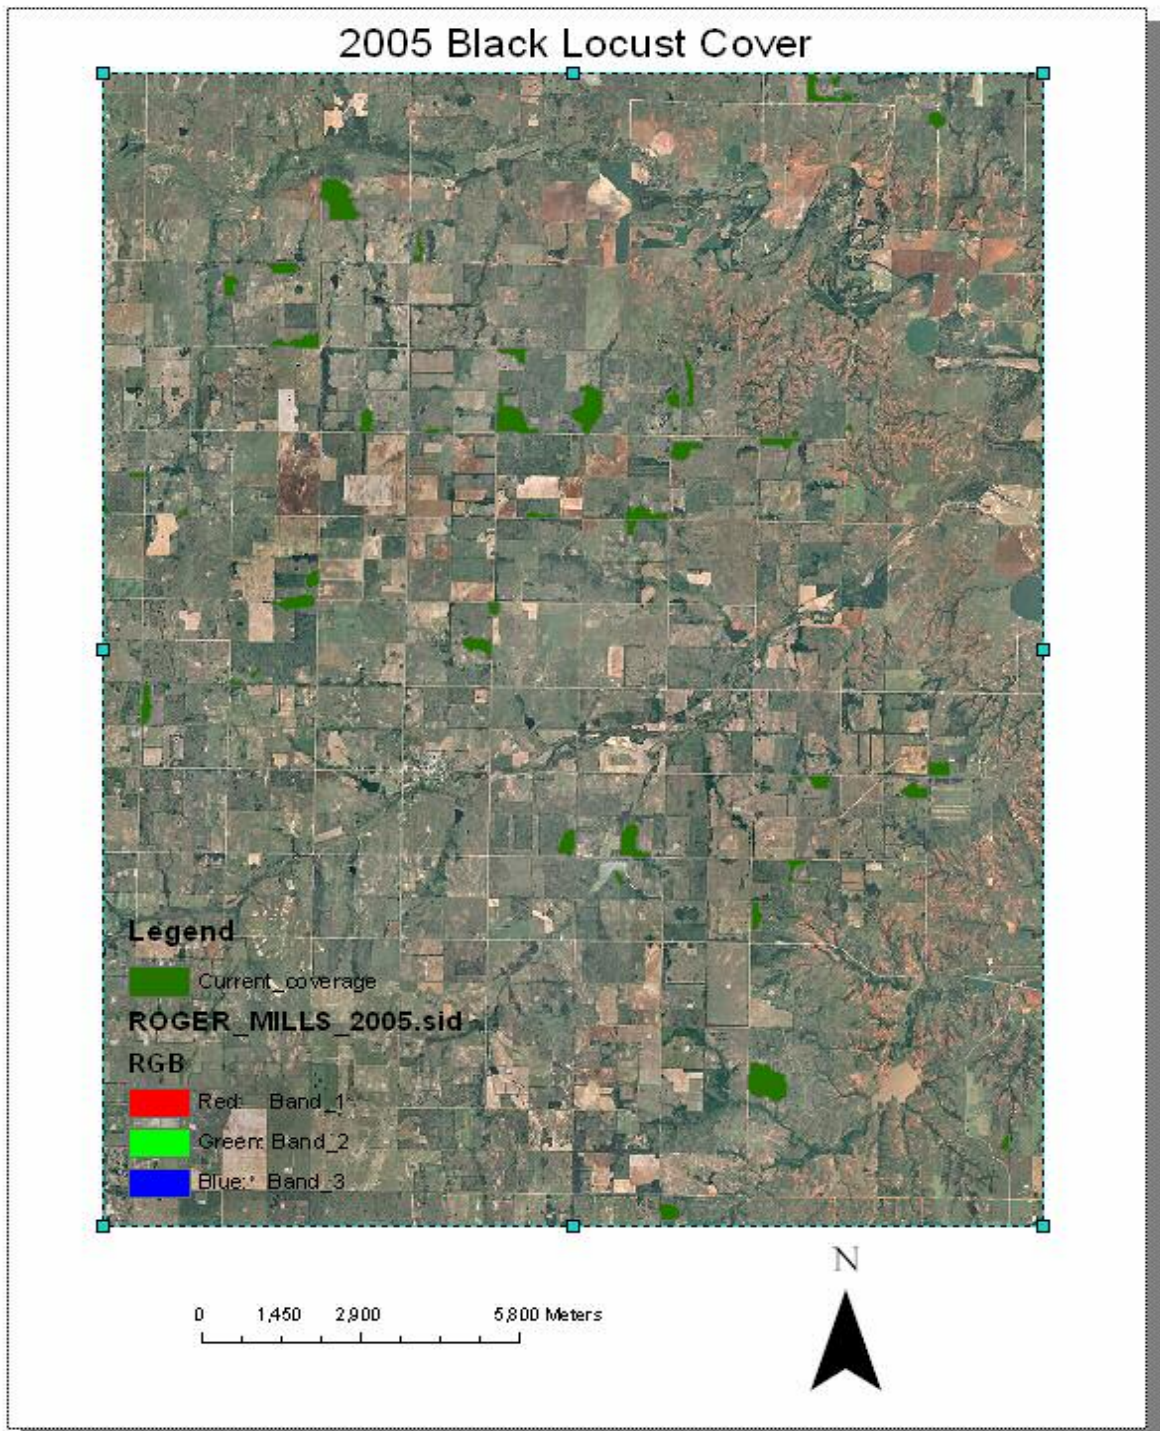 2005 Black Locust Cover
Legend
Current_coverage
ROGER_MILLS_2005.sid
RGB
Red: Band_1
Green: Band_2
Blue: Band_3
N
0 1,450 2,900 5,800 Meters